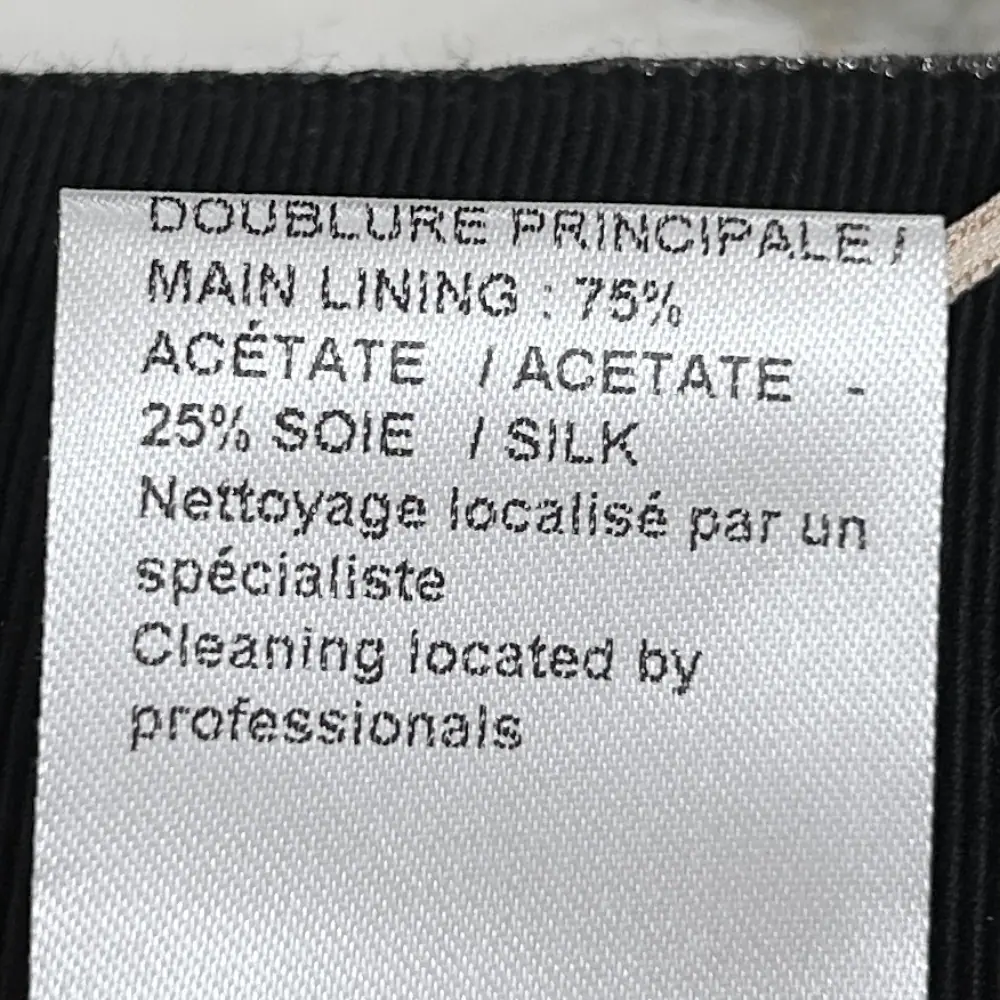 DOUBLURE PRINCIPALE /
MAIN LINING : 75%
ACÉTATE / ACETATE -
25% SOIE / SILK
Nettoyage localisé par un
spécialiste
Cleaning located by
professionals